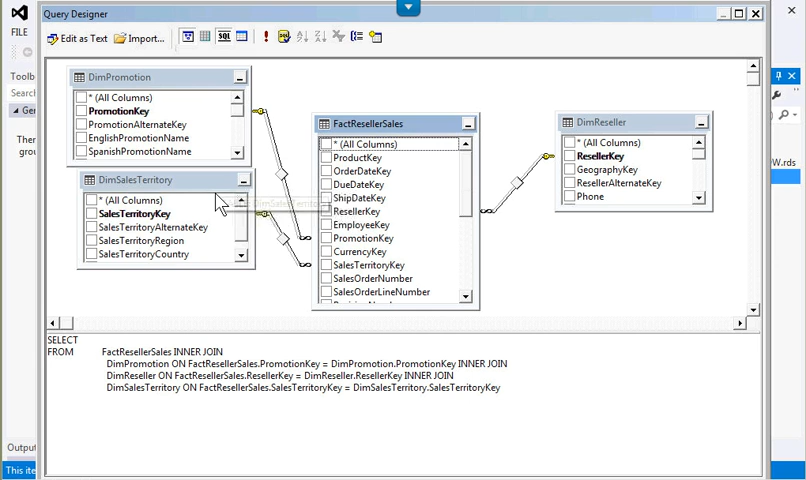 Query Designer
FILE
Edit as Text
Import...
SQL
Toolb
Search
Ger
Ther
grou
DimPromotion
* (All Columns)
PromotionKey
PromotionAlternateKey
EnglishPromotionName
SpanishPromotionName
DimSalesTerritory
* (All Columns)
SalesTerritoryKey
SalesTerritoryAlternateKey
SalesTerritoryRegion
SalesTerritoryCountry
FactResellerSales
* (All Columns)
ProductKey
OrderDateKey
DueDateKey
ShipDateKey
ResellerKey
EmployeeKey
PromotionKey
CurrencyKey
SalesTerritoryKey
SalesOrderNumber
SalesOrderLineNumber
DimReseller
* (All Columns)
ResellerKey
GeographyKey
ResellerAlternateKey
Phone
W.rds
SELECT
FROM FactResellerSales INNER JOIN
DimPromotion ON FactResellerSales.PromotionKey = DimPromotion.PromotionKey INNER JOIN
DimReseller ON FactResellerSales.ResellerKey = DimReseller.ResellerKey INNER JOIN
DimSalesTerritory ON FactResellerSales.SalesTerritoryKey = DimSalesTerritory.SalesTerritoryKey
Output
This ite